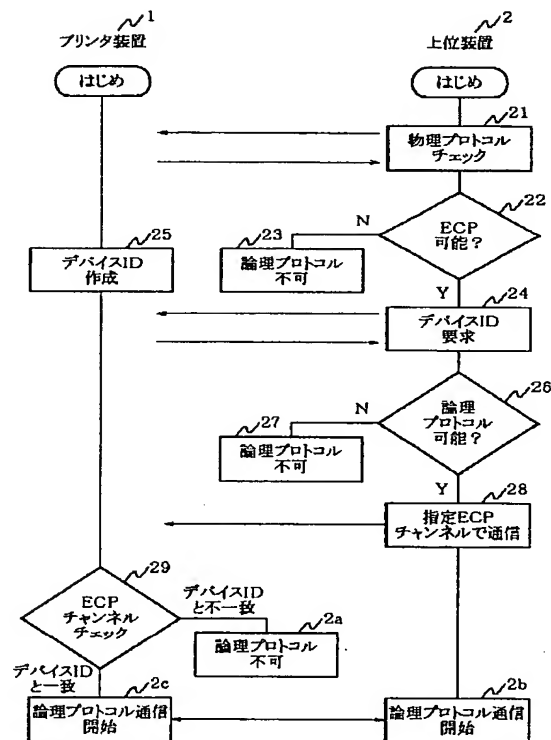 1
プリンタ装置
2
上位装置
はじめ
はじめ
21
物理プロトコル
チェック
22
ECP
可能？
N
23
論理プロトコル
不可
25
デバイスID
作成
Y
24
デバイスID
要求
26
論理
プロトコル
可能？
N
27
論理プロトコル
不可
Y
28
指定ECP
チャンネルで通信
29
ECP
チャンネル
チェック
デバイスID
と不一致
2a
論理プロトコル
不可
デバイスID
と一致
2c
論理プロトコル通信
開始
2b
論理プロトコル通信
開始